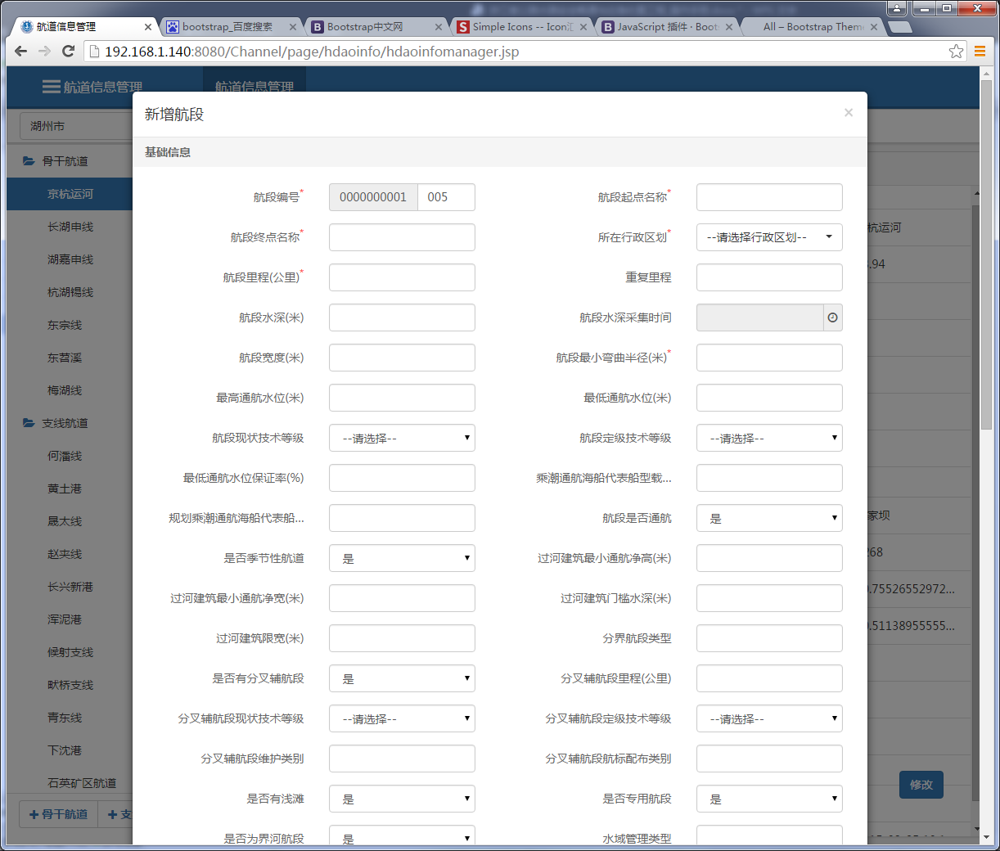 航道信息管理
bootstrap_百度搜索
Bootstrap中文网
Simple Icons -- Icon汇
JavaScript 插件 · Boots
All – Bootstrap Theme
192.168.1.140:8080/Channel/page/hdaoinfo/hdaoinfomanager.jsp
航道信息管理
航道信息管理
湖州市
骨干航道
京杭运河
长湖申线
湖嘉申线
杭湖锡线
东宗线
东苕溪
梅湖线
支线航道
何潘线
黄土港
晟太线
赵夹线
长兴新港
浑泥港
候射支线
畎桥支线
青东线
下沈港
石英矿区航道
骨干航道
支
新增航段
×
基础信息
航段编号* 0000000001 005
航段起点名称*
航段终点名称*
所在行政区划* --请选择行政区划--
航段里程(公里)*
重复里程
航段水深(米)
航段水深采集时间
航段宽度(米)
航段最小弯曲半径(米)*
最高通航水位(米)
最低通航水位(米)
航段现状技术等级 --请选择--
航段定级技术等级 --请选择--
最低通航水位保证率(%)
乘潮通航海船代表船型载...
规划乘潮通航海船代表船...
航段是否通航 是
是否季节性航道 是
过河建筑最小通航净高(米)
过河建筑最小通航净宽(米)
过河建筑门槛水深(米)
过河建筑限宽(米)
分界航段类型
是否有分叉辅航段 是
分叉辅航段里程(公里)
分叉辅航段现状技术等级 --请选择--
分叉辅航段定级技术等级 --请选择--
分叉辅航段维护类别
分叉辅航段航标配布类别
是否有浅滩 是
是否专用航段 是
是否为界河航段 是
水域管理类型
杭运河
.94
家坝
268
.75526552972...
.51138955555...
修改